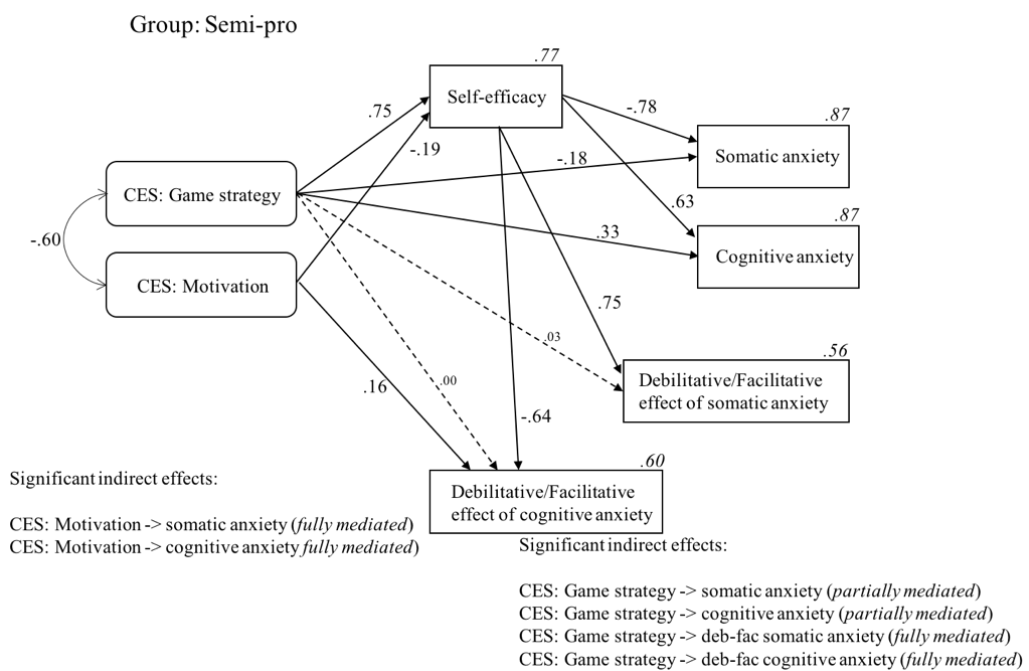 Group: Semi-pro
.77
Self-efficacy
.75
-.78
.87
-.19
Somatic anxiety
-.18
CES: Game strategy
.63
.87
-.60
.33
Cognitive anxiety
CES: Motivation
.75
.03
.56
.00
Debilitative/Facilitative
effect of somatic anxiety
.16
-.64
.60
Debilitative/Facilitative
effect of cognitive anxiety
Significant indirect effects:
CES: Motivation -> somatic anxiety (fully mediated)
CES: Motivation -> cognitive anxiety fully mediated)
Significant indirect effects:
CES: Game strategy -> somatic anxiety (partially mediated)
CES: Game strategy -> cognitive anxiety (partially mediated)
CES: Game strategy -> deb-fac somatic anxiety (fully mediated)
CES: Game strategy -> deb-fac cognitive anxiety (fully mediated)